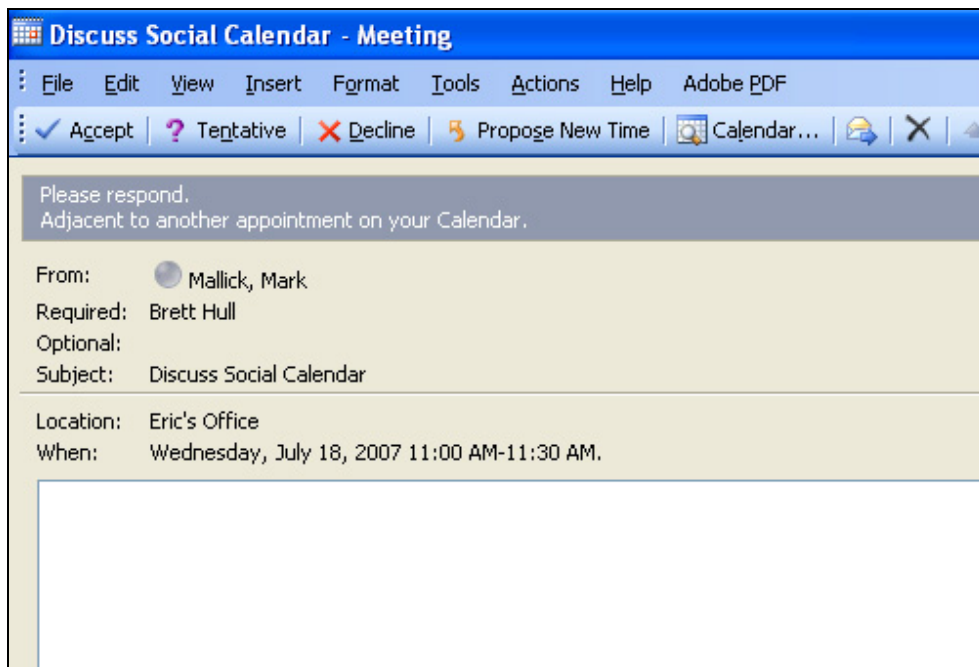 Discuss Social Calendar - Meeting
File Edit View Insert Format Tools Actions Help Adobe PDF
Accept ? Tentative Decline Propose New Time Calendar...
Please respond.
Adjacent to another appointment on your Calendar.
From: Mallick, Mark
Required: Brett Hull
Optional:
Subject: Discuss Social Calendar
Location: Eric's Office
When: Wednesday, July 18, 2007 11:00 AM-11:30 AM.